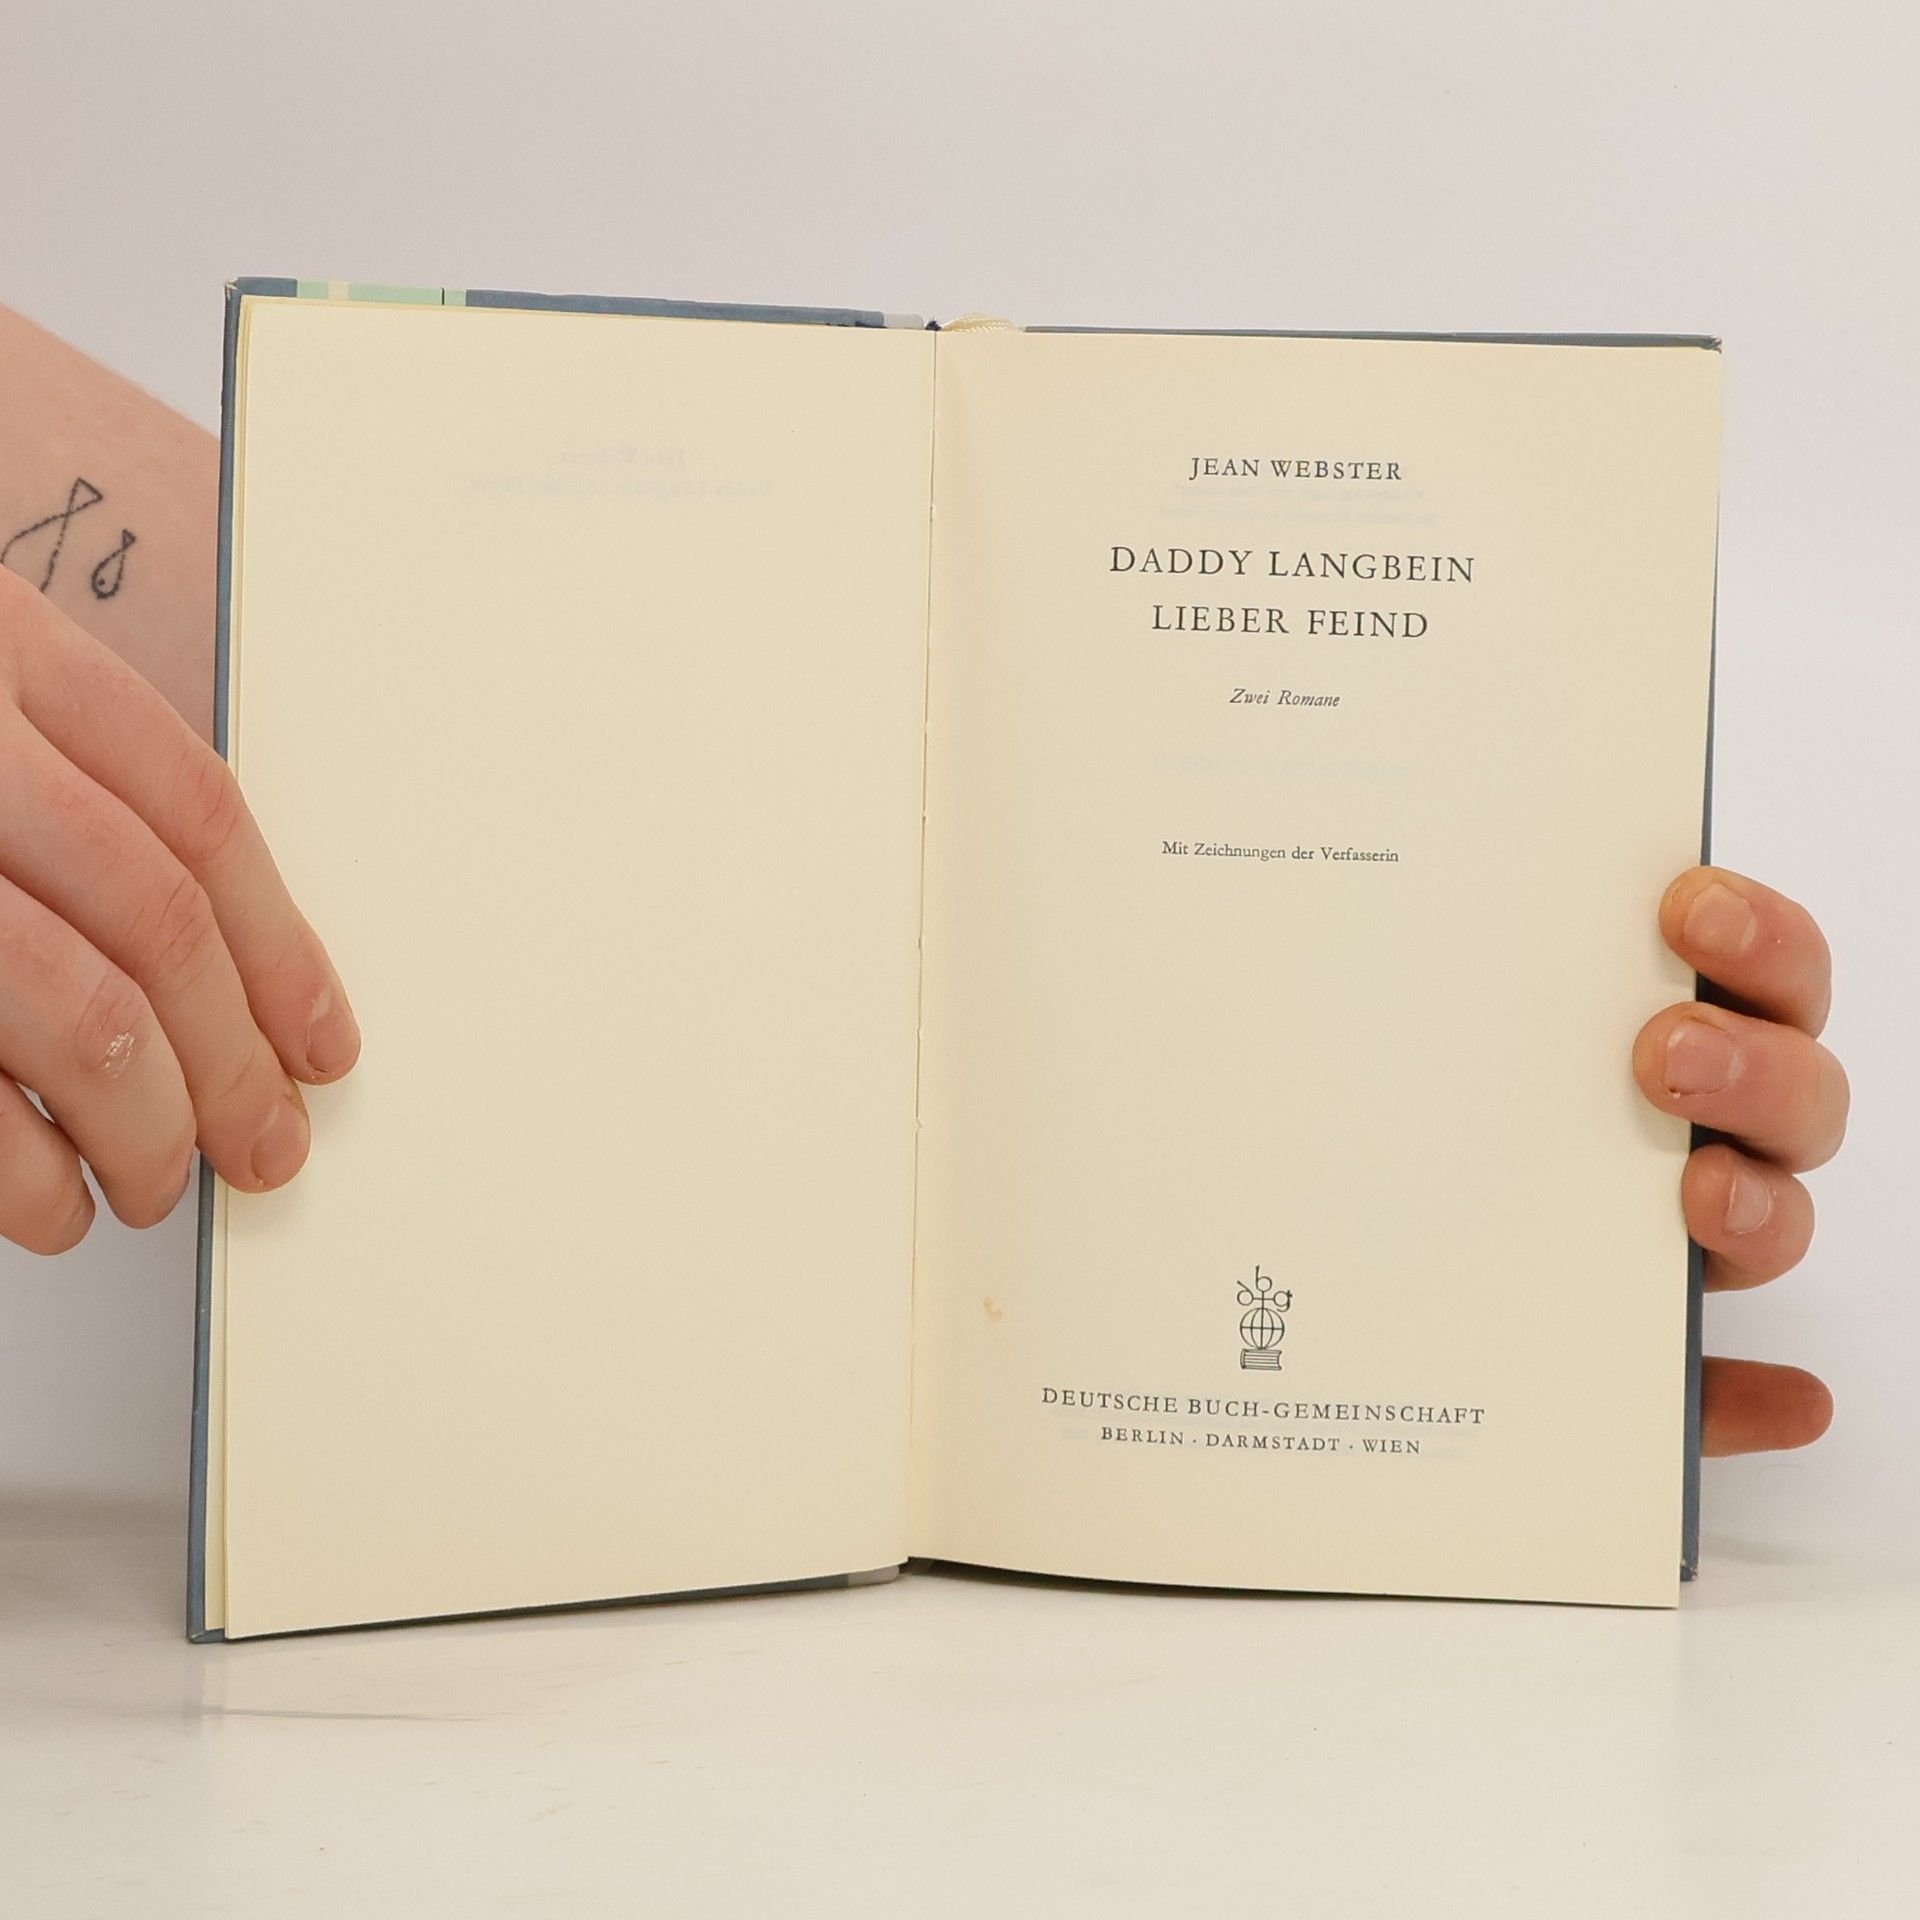 JEAN WEBSTER
DADDY LANGBEIN
LIEBER FEIND
Zwei Romane
Mit Zeichnungen der Verfasserin
dbg
DEUTSCHE BUCH-GEMEINSCHAFT
BERLIN · DARMSTADT · WIEN